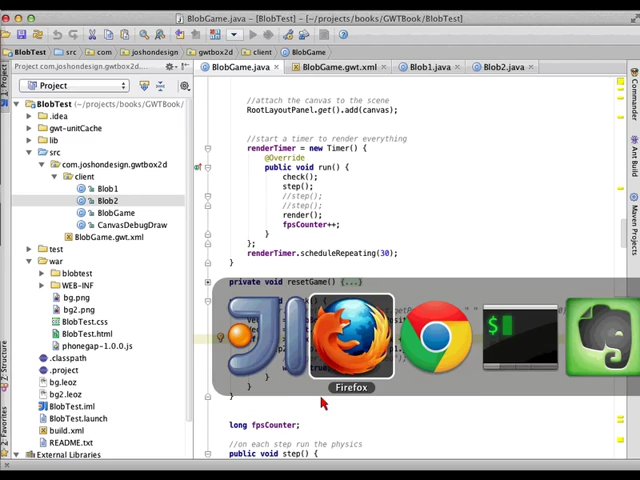 BlobGame.java - [BlobTest] - [~/projects/books/GWTBook/BlobTest]
BlobTest
src
com
joshondesign
gwtbox2d
client
BlobGame
Project
BlobGame.java
BlobGame.gwt.xml
Blob1.java
Blob2.java
BlobTest (~/projects/books/GWTBook/
.idea
gwt-unitCache
lib
src
com.joshondesign.gwtbox2d
client
Blob1
Blob2
BlobGame
CanvasDebugDraw
BlobGame.gwt.xml
test
war
blobtest
WEB-INF
bg.png
bg2.png
BlobTest.css
BlobTest.html
phonegap-1.0.0.js
.classpath
.project
bg.leoz
bg2.leoz
BlobTest.iml
BlobTest.launch
build.xml
README.txt
External Libraries
1: Project
7: Structure
2: Favorites
//attach the canvas to the scene
RootLayoutPanel.get().add(canvas);
//start a timer to render everything
renderTimer = new Timer() {
@Override
public void run() {
check();
step();
//step();
//step();
render();
fpsCounter++;
}
};
renderTimer.scheduleRepeating(30);
}
private void resetGame() {...}
$
Firefox
}
}
long fpsCounter;
//on each step run the physics
public void step() {
Commander
Ant Build
Maven Projects